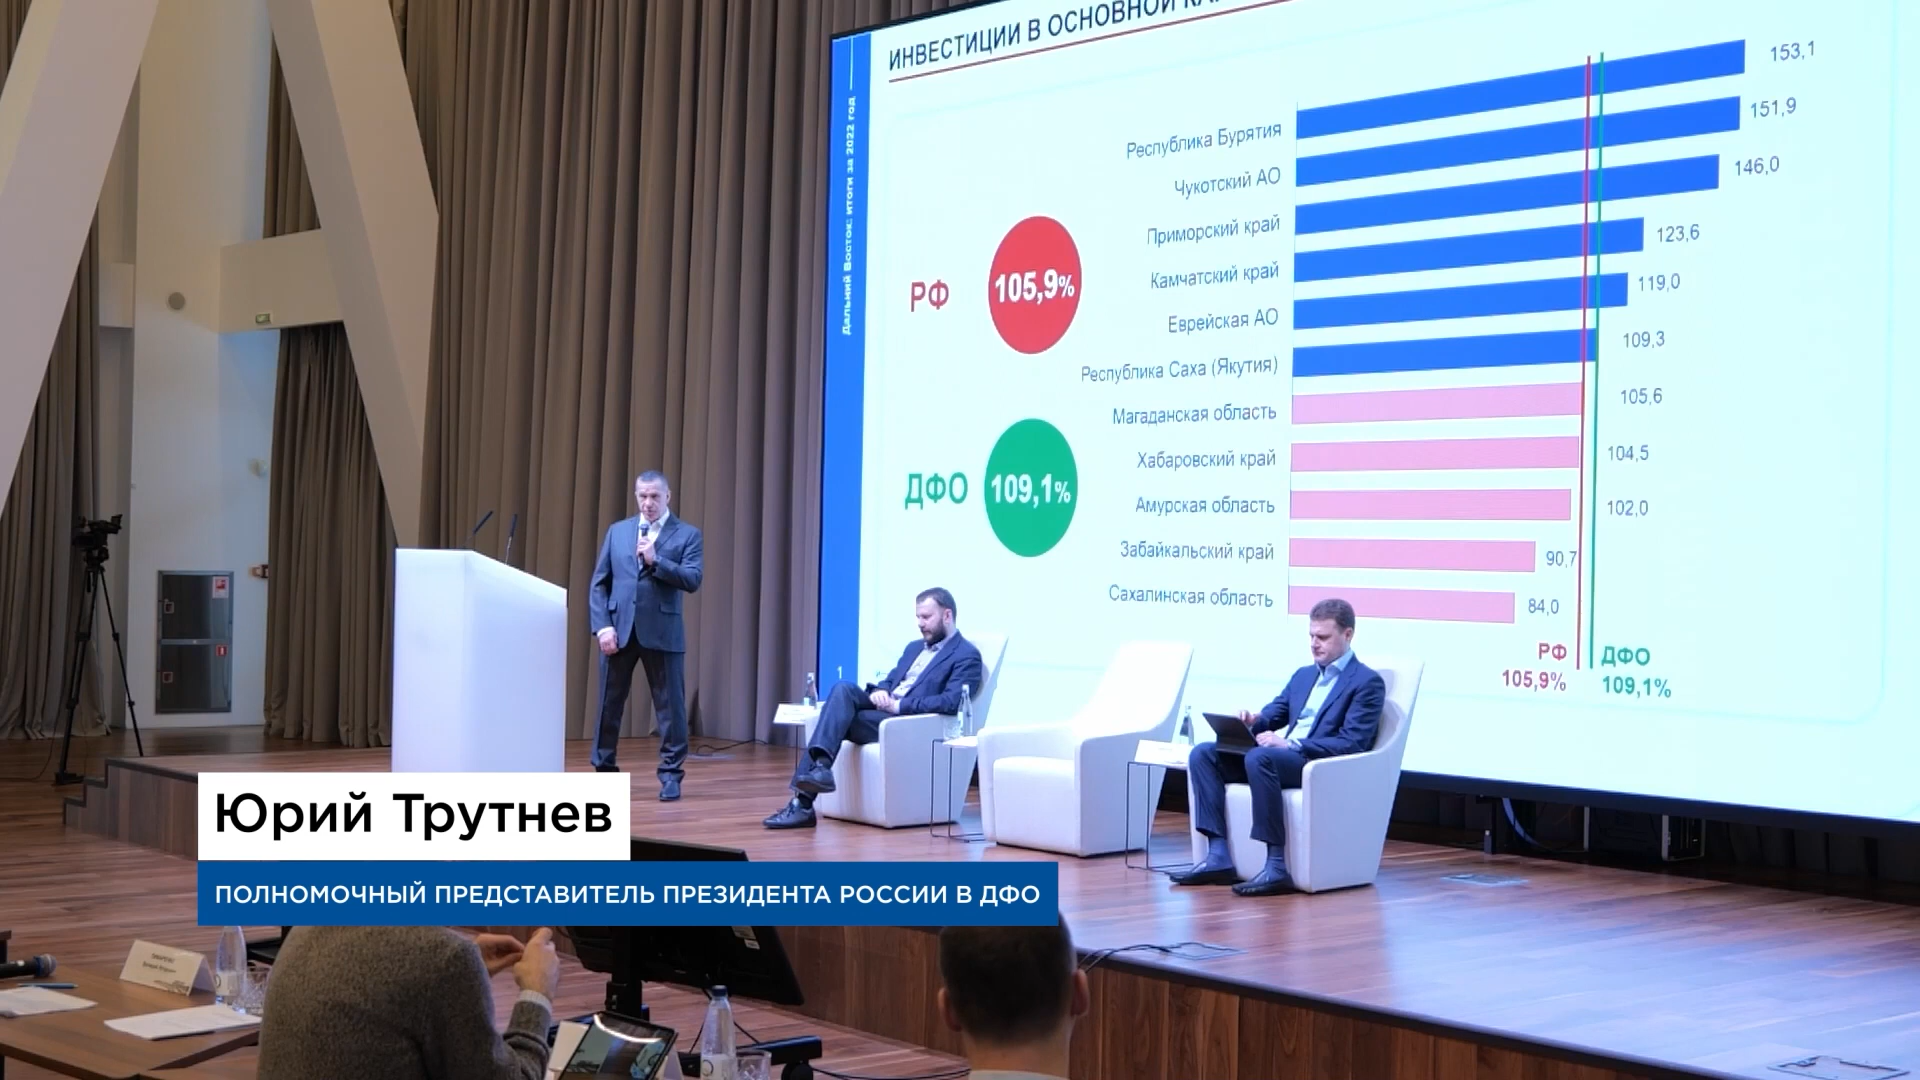 ИНВЕСТИЦИИ В ОСНОВНОЙ
Дальний Восток: итоги за 2022 год
Республика Бурятия 153,1
Чукотский АО 151,9
Приморский край 146,0
Камчатский край 123,6
Еврейская АО 119,0
Республика Саха (Якутия) 109,3
Магаданская область 105,6
Хабаровский край 104,5
Амурская область 102,0
Забайкальский край 90,7
Сахалинская область 84,0
РФ 105,9%
ДФО 109,1%
РФ
105,9%
ДФО
109,1%
1
Юрий Трутнев
ПОЛНОМОЧНЫЙ ПРЕДСТАВИТЕЛЬ ПРЕЗИДЕНТА РОССИИ В ДФО